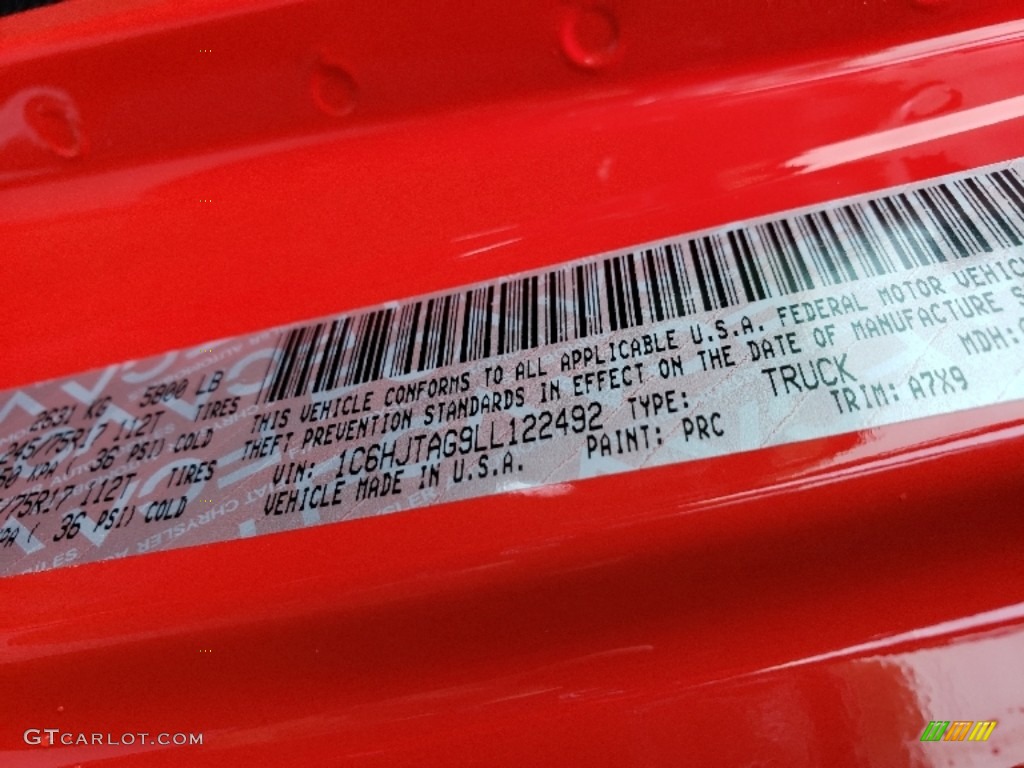 2631 KG 5800 LB
245/75R17 112T TIRES
KPA ( 36 PSI) COLD
/75R17 112T TIRES
KPA ( 36 PSI) COLD
THIS VEHICLE CONFORMS TO ALL APPLICABLE U.S.A. FEDERAL MOTOR VEHIC
THEFT PREVENTION STANDARDS IN EFFECT ON THE DATE OF MANUFACTURE S
VIN: 1C6HJTAG9LL122492 TYPE: TRUCK MDH:
VEHICLE MADE IN U.S.A. PAINT: PRC TRIM: A7X9
GTCARLOT.COM